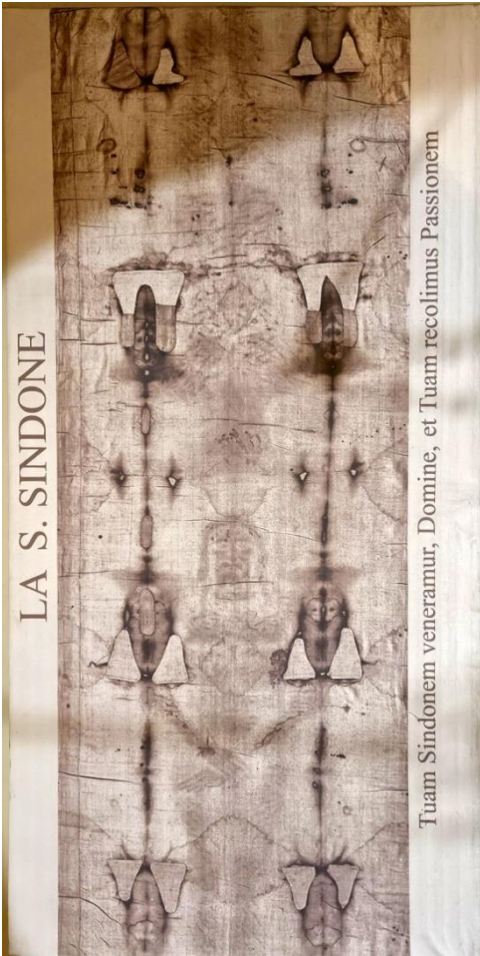 LA S. SINDONE
Tuam Sindonem veneramur, Domine, et Tuam recolimus Passionem